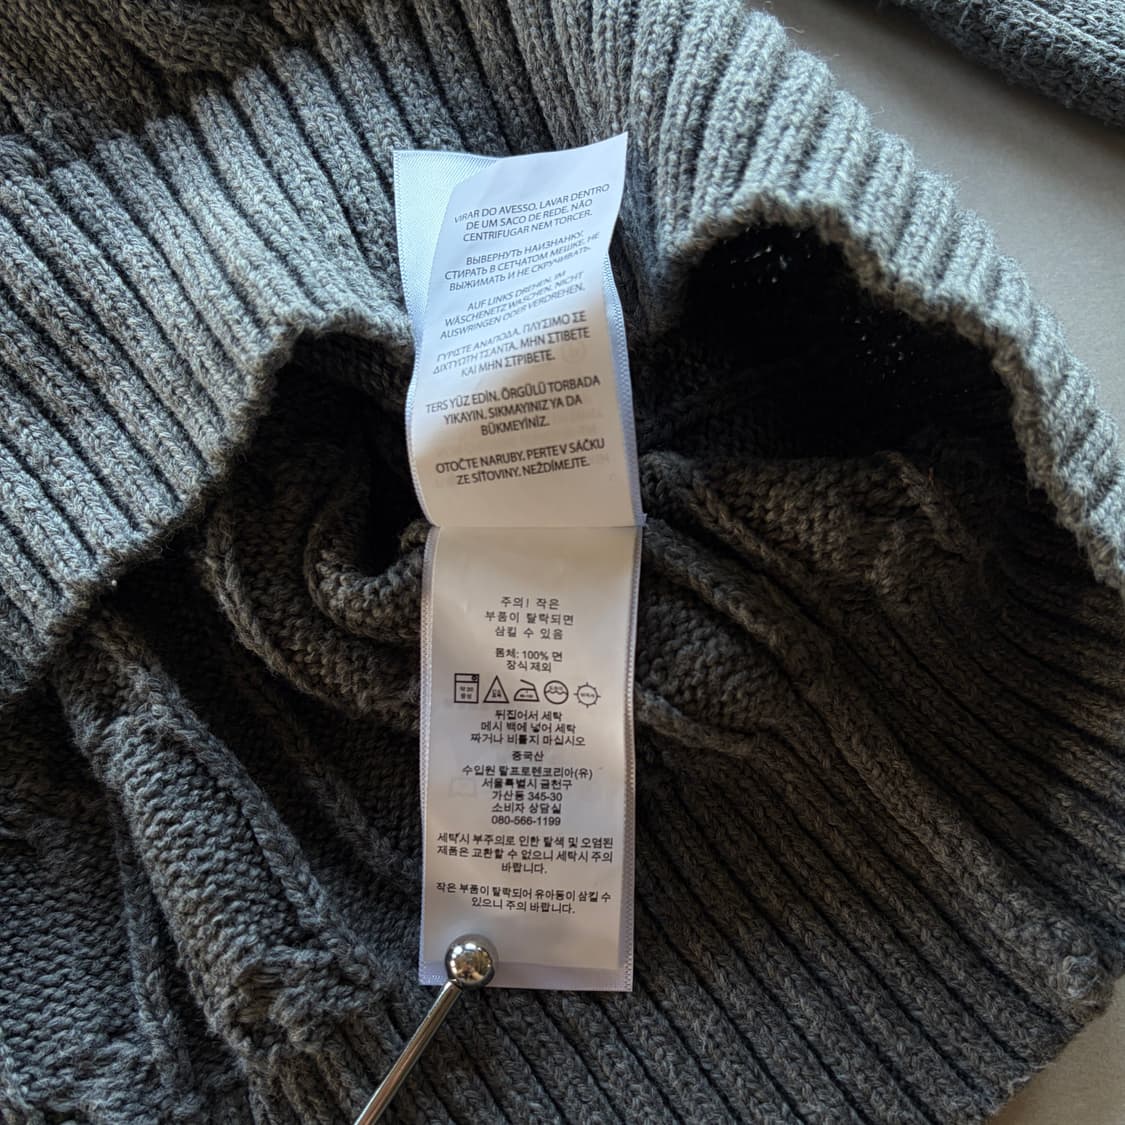 VIRAR DO AVESSO. LAVAR DENTRO
DE UM SACO DE REDE. NÃO
CENTRIFUGAR NEM TORCER.
ВЫВЕРНУТЬ НАИЗНАНКУ.
СТИРАТЬ В СЕТЧАТОМ МЕШКЕ. НЕ
ВЫЖИМАТЬ И НЕ СКРУЧИВАТЬ.
AUF LINKS DREHEN. IM
WÄSCHENETZ WASCHEN. NICHT
AUSWRINGEN ODER VERDREHEN.
ΓΥΡΙΣΤΕ ΑΝΑΠΟΔΑ. ΠΛΥΣΙΜΟ ΣΕ
ΔΙΧΤΥΩΤΗ ΤΣΑΝΤΑ. ΜΗΝ ΣΤΙΒΕΤΕ
ΚΑΙ ΜΗΝ ΣΤΡΙΒΕΤΕ.
TERS YÜZ EDİN. ÖRGÜLÜ TORBADA
YIKAYIN. SIKMAYINIZ YA DA
BÜKMEYİNİZ.
OTOČTE NARUBY. PERTE V SÁČKU
ZE SÍŤOVINY. NEŽDÍMEJTE.
주의! 작은
부품이 탈락되면
삼킬 수 있음
몸체: 100% 면
장식 제외
뒤집어서 세탁
메시 백에 넣어 세탁
짜거나 비틀지 마십시오
중국산
수입원 랄프로렌코리아(유)
서울특별시 금천구
가산동 345-30
소비자 상담실
080-566-1199
세탁시 부주의로 인한 탈색 및 오염된
제품은 교환할 수 없으니 세탁시 주의
바랍니다.
작은 부품이 탈락되어 유아동이 삼킬 수
있으니 주의 바랍니다.